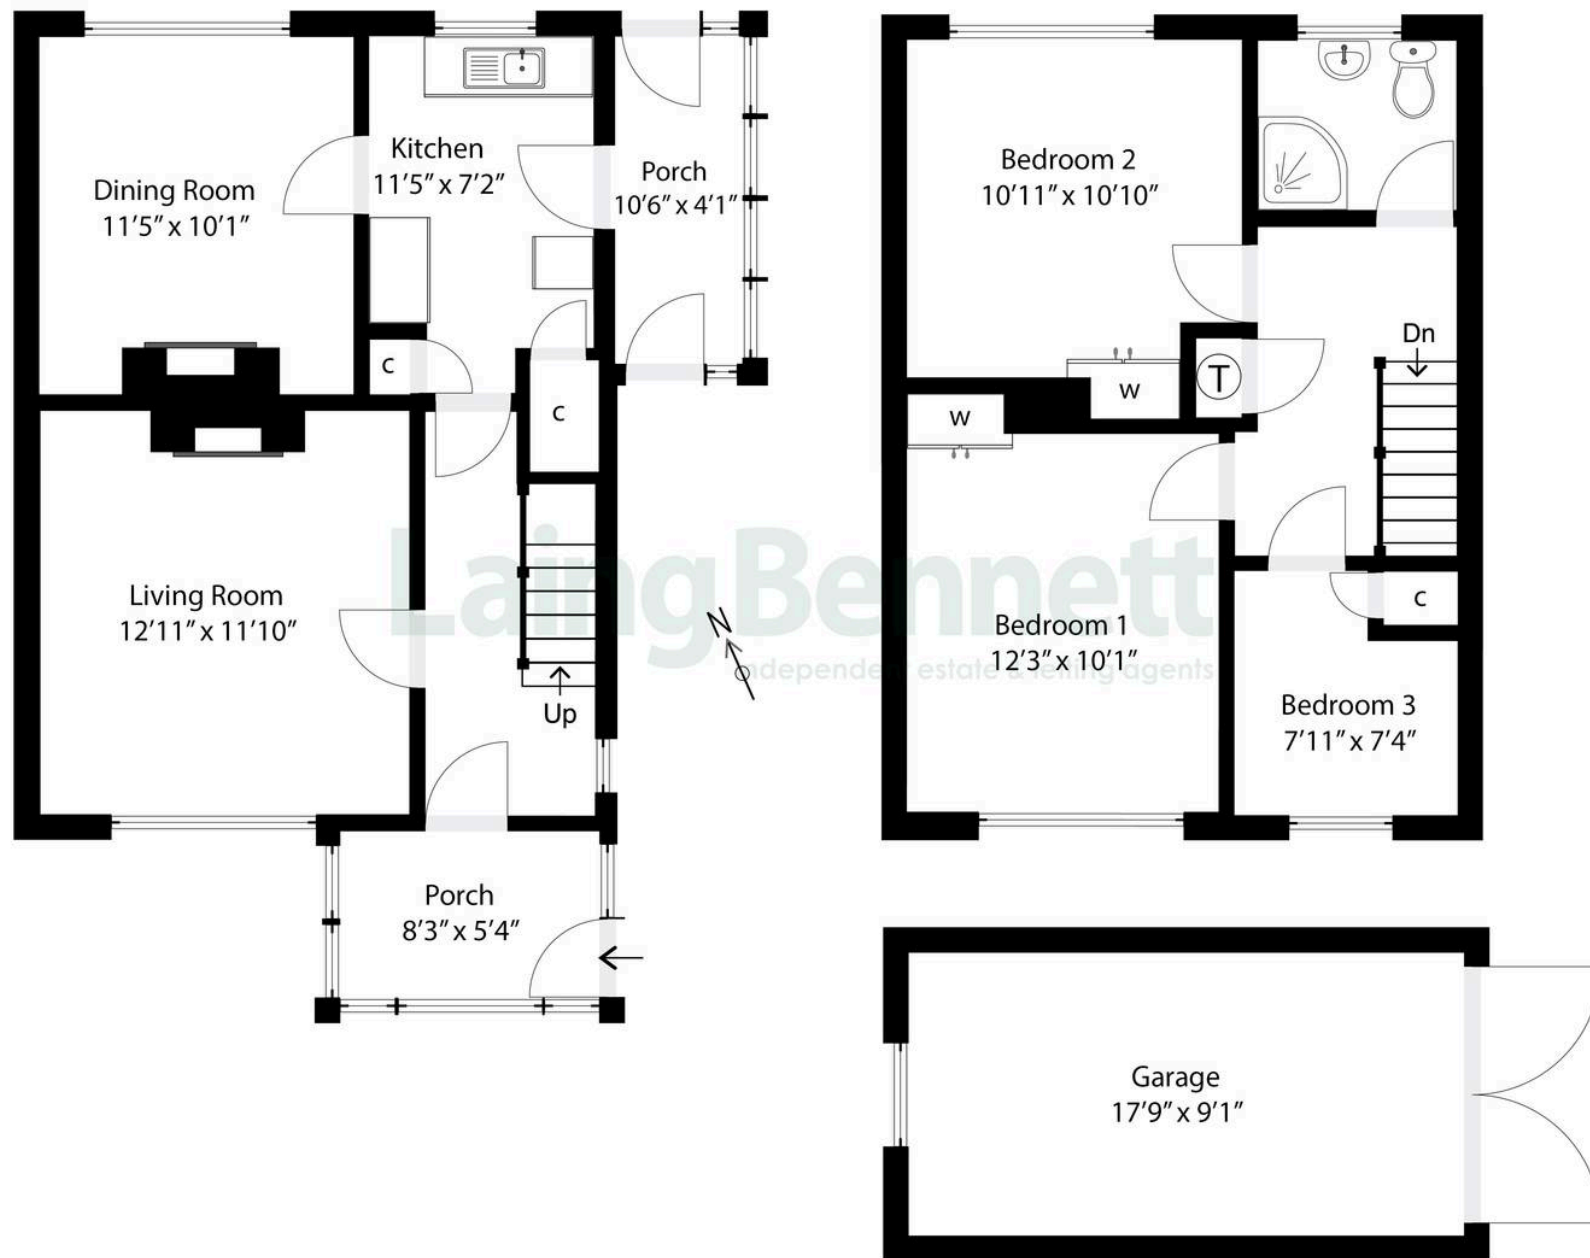 Dining Room
11'5" x 10'1"
Kitchen
11'5" x 7'2"
Porch
10'6" x 4'1"
c
c
Living Room
12'11" x 11'10"
Up
Porch
8'3" x 5'4"
N
LaingBennett
independent estate & letting agents
Bedroom 2
10'11" x 10'10"
Dn
T
w
w
Bedroom 1
12'3" x 10'1"
c
Bedroom 3
7'11" x 7'4"
Garage
17'9" x 9'1"